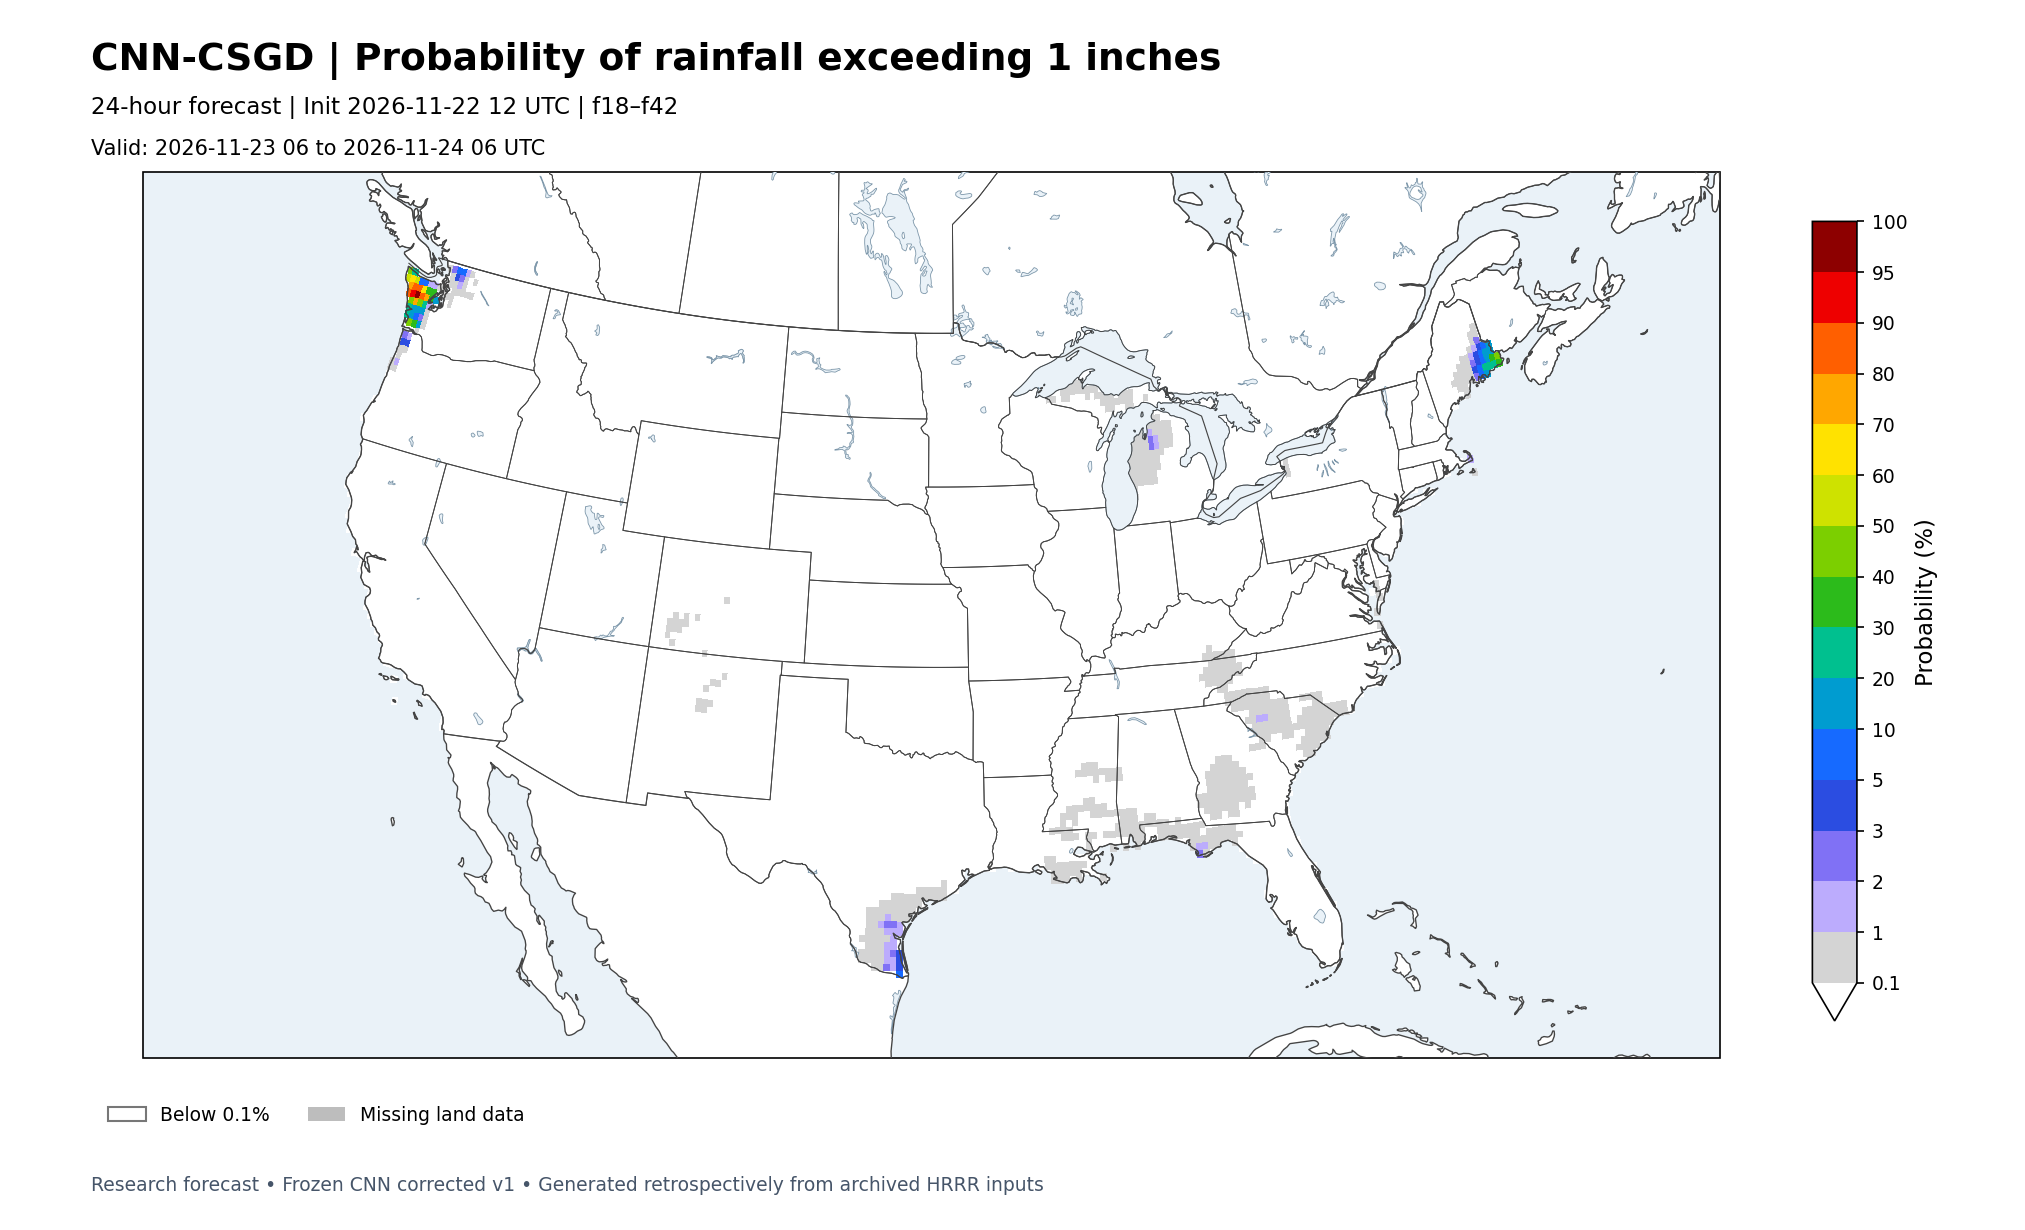 CNN-CSGD | Probability of rainfall exceeding 1 inches
24-hour forecast | Init 2026-11-22 12 UTC | f18–f42
Valid: 2026-11-23 06 to 2026-11-24 06 UTC
100
95
90
80
70
60
50
40
30
20
10
5
3
2
1
0.1
Probability (%)
Below 0.1%
Missing land data
Research forecast • Frozen CNN corrected v1 • Generated retrospectively from archived HRRR inputs